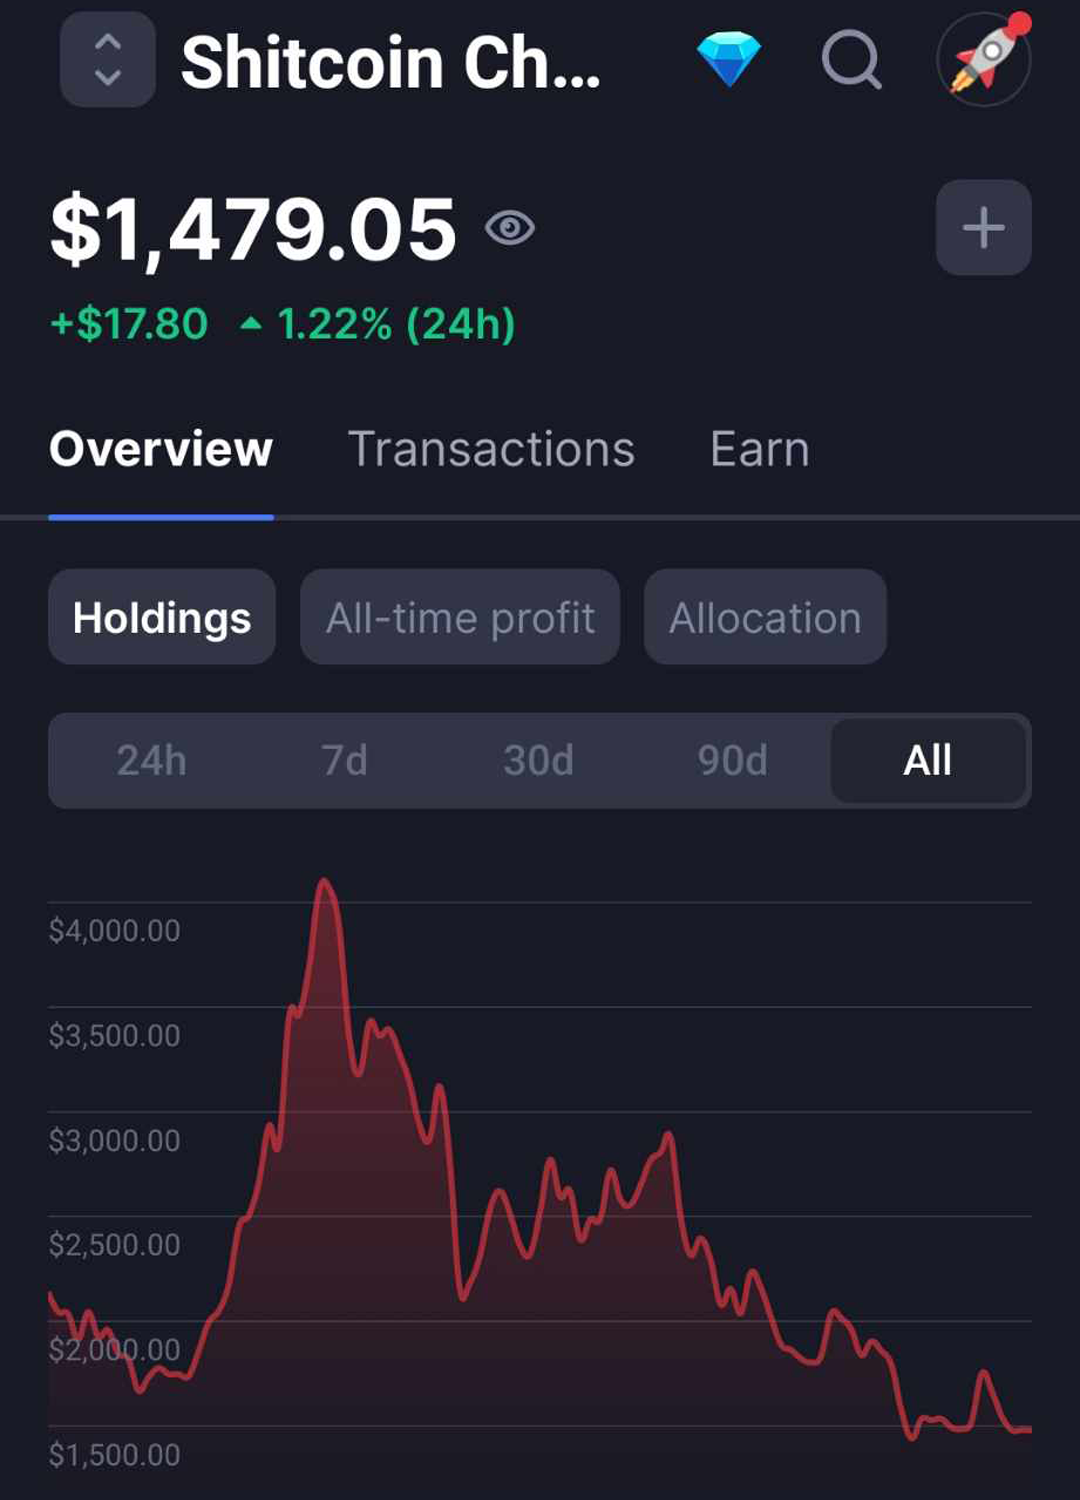 Shitcoin Ch...
$1,479.05
+$17.80 ▲ 1.22% (24h)
Overview Transactions Earn
Holdings All-time profit Allocation
24h 7d 30d 90d All
$4,000.00
$3,500.00
$3,000.00
$2,500.00
$2,000.00
$1,500.00